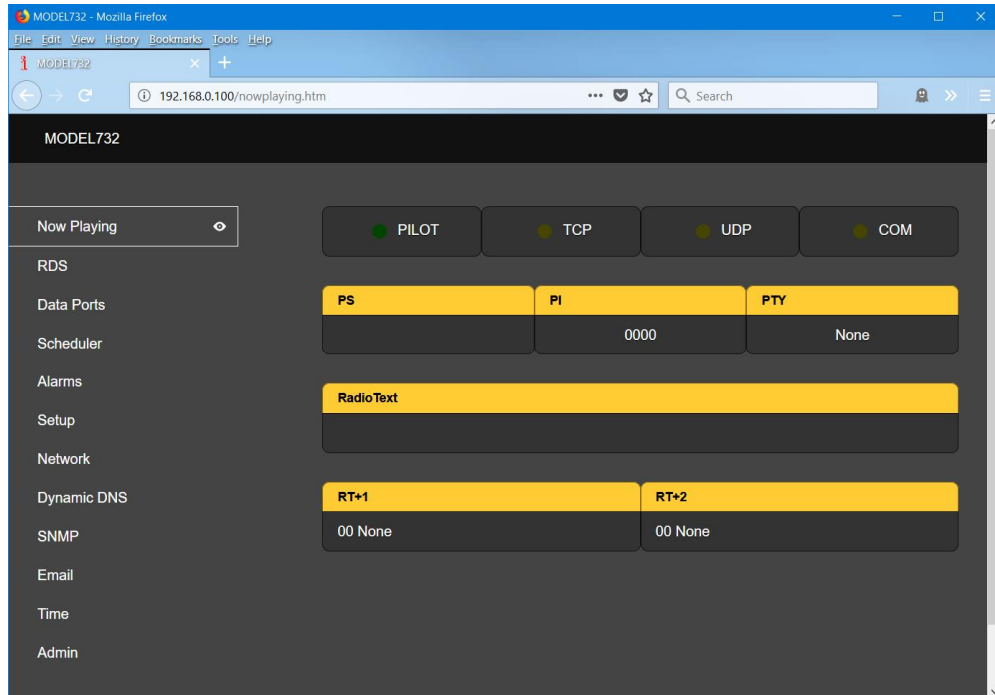 MODEL732 - Mozilla Firefox
File Edit View History Bookmarks Tools Help
MODEL732
192.168.0.100/nowplaying.htm
Search
MODEL732
Now Playing
RDS
Data Ports
Scheduler
Alarms
Setup
Network
Dynamic DNS
SNMP
Email
Time
Admin
PILOT TCP UDP COM
PS PI PTY
0000 None
RadioText
RT+1 RT+2
00 None 00 None